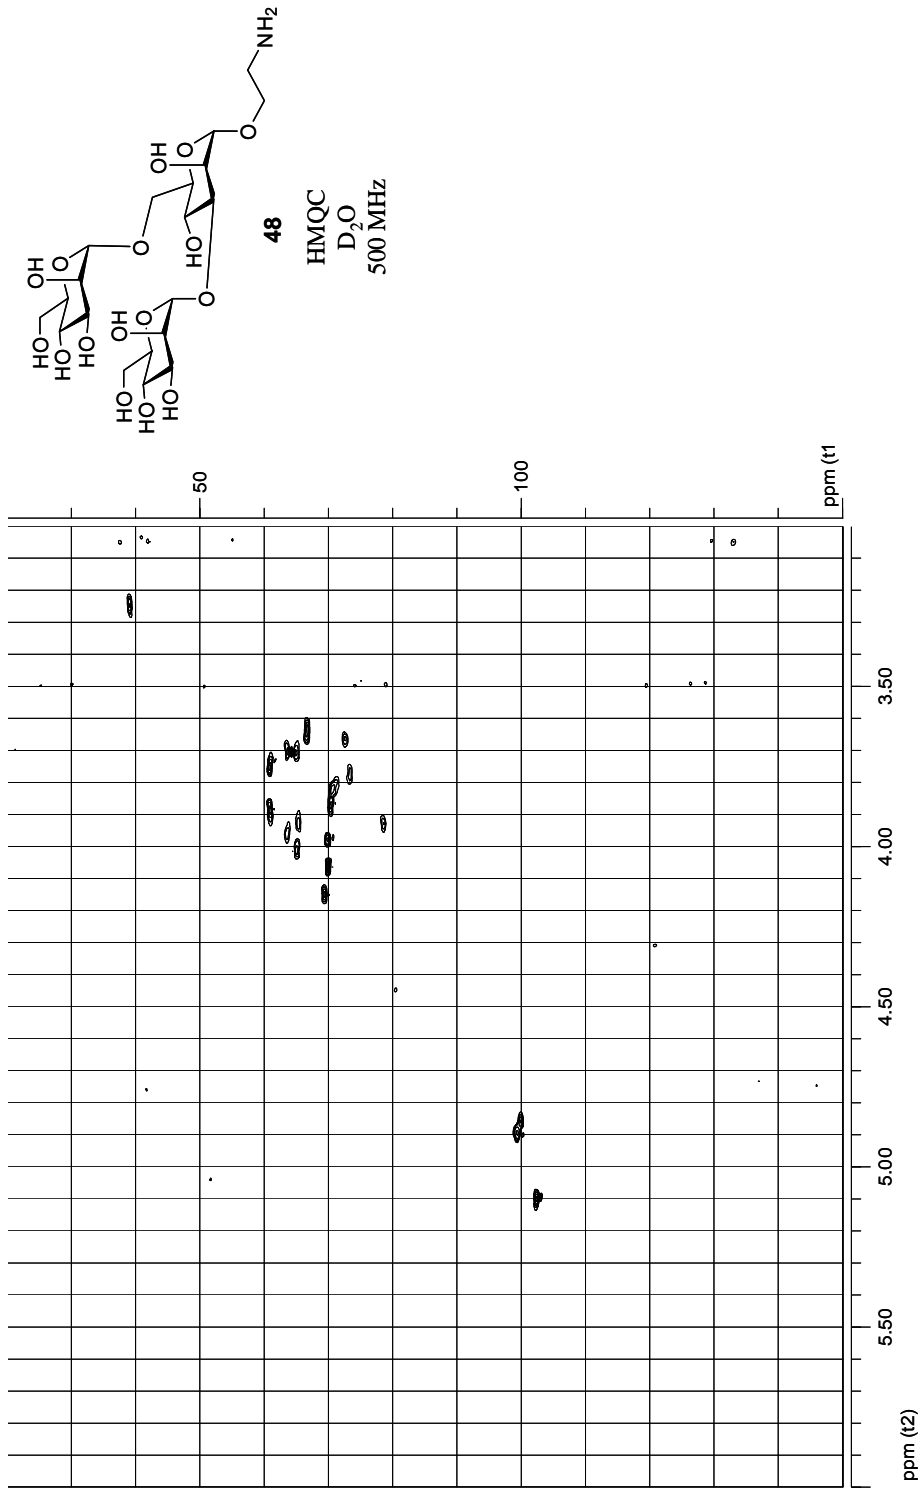 NH₂
O
OH
O
O
OH
O
HO
HO
HO
HO
OH
O
O
HO
HO
HO
48
HMQC
D₂O
500 MHz
50
100
ppm (t1
3.50
4.00
4.50
5.00
5.50
ppm (t2)